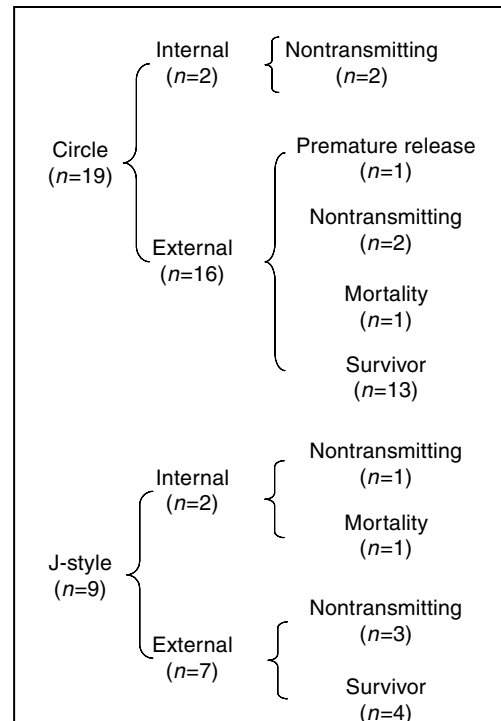 Internal
(n=2)
Nontransmitting
(n=2)
Circle
(n=19)
Premature release
(n=1)
Nontransmitting
(n=2)
External
(n=16)
Mortality
(n=1)
Survivor
(n=13)
Internal
(n=2)
Nontransmitting
(n=1)
Mortality
(n=1)
J-style
(n=9)
Nontransmitting
(n=3)
External
(n=7)
Survivor
(n=4)